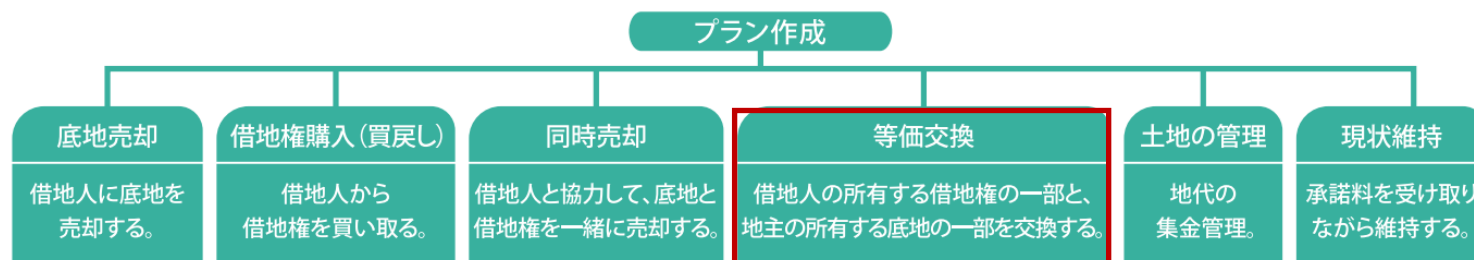 プラン作成
底地売却
借地人に底地を
売却する。
借地権購入(買戻し)
借地人から
借地権を買い取る。
同時売却
借地人と協力して、底地と
借地権を一緒に売却する。
等価交換
借地人の所有する借地権の一部と、
地主の所有する底地の一部を交換する。
土地の管理
地代の
集金管理。
現状維持
承諾料を受け取り
ながら維持する。